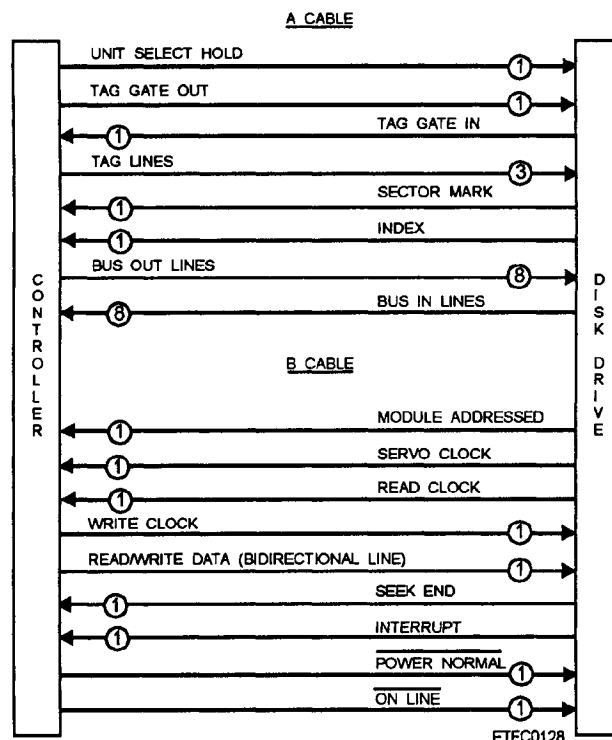 A CABLE
UNIT SELECT HOLD
1
TAG GATE OUT
1
TAG GATE IN
1
TAG LINES
3
SECTOR MARK
1
INDEX
1
BUS OUT LINES
8
BUS IN LINES
8
CONTROLLER
DISK DRIVE
B CABLE
MODULE ADDRESSED
1
SERVO CLOCK
1
READ CLOCK
1
WRITE CLOCK
1
READ/WRITE DATA (BIDIRECTIONAL LINE)
1
SEEK END
1
INTERRUPT
1
POWER NORMAL
1
ON LINE
1
ETEC0128